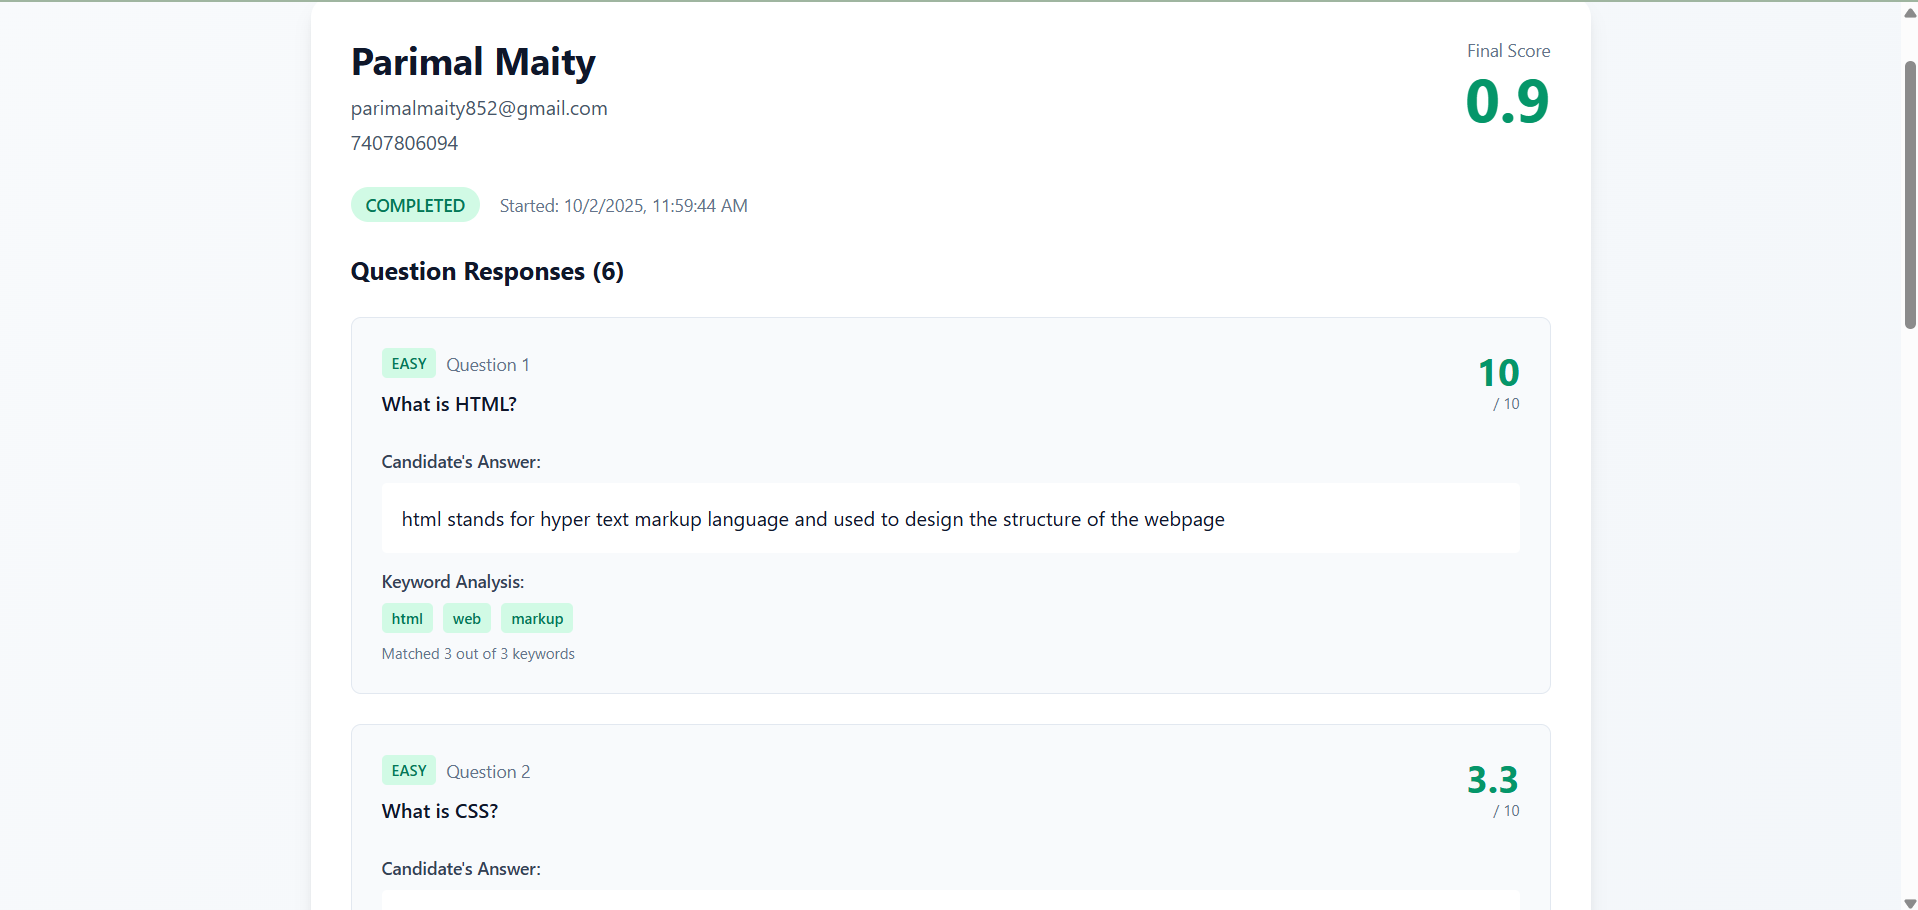 Parimal Maity
parimalmaity852@gmail.com
7407806094
Final Score
0.9
COMPLETED Started: 10/2/2025, 11:59:44 AM
Question Responses (6)
EASY Question 1
What is HTML?
10
/ 10
Candidate's Answer:
html stands for hyper text markup language and used to design the structure of the webpage
Keyword Analysis:
html web markup
Matched 3 out of 3 keywords
EASY Question 2
What is CSS?
3.3
/ 10
Candidate's Answer: